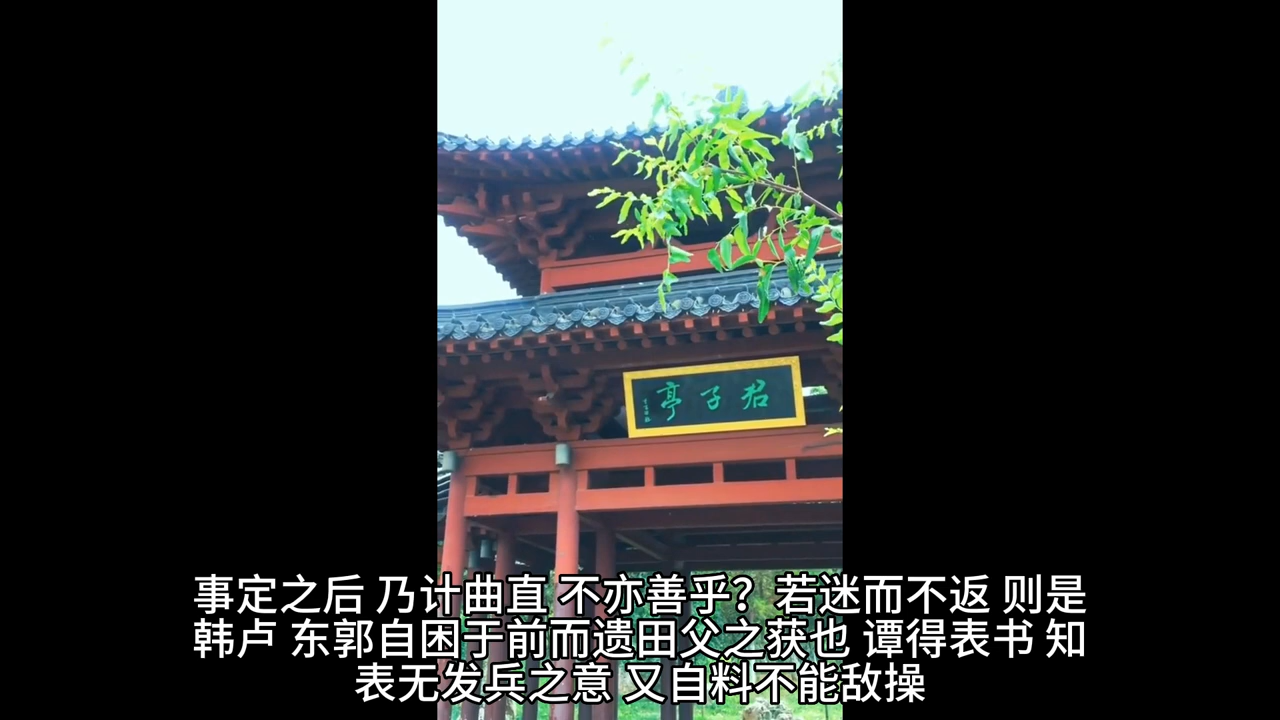 君子亭
事定之后 乃计曲直 不亦善乎？若迷而不返 则是
韩卢 东郭自困于前而遗田父之获也 谭得表书 知
表无发兵之意 又自料不能敌操